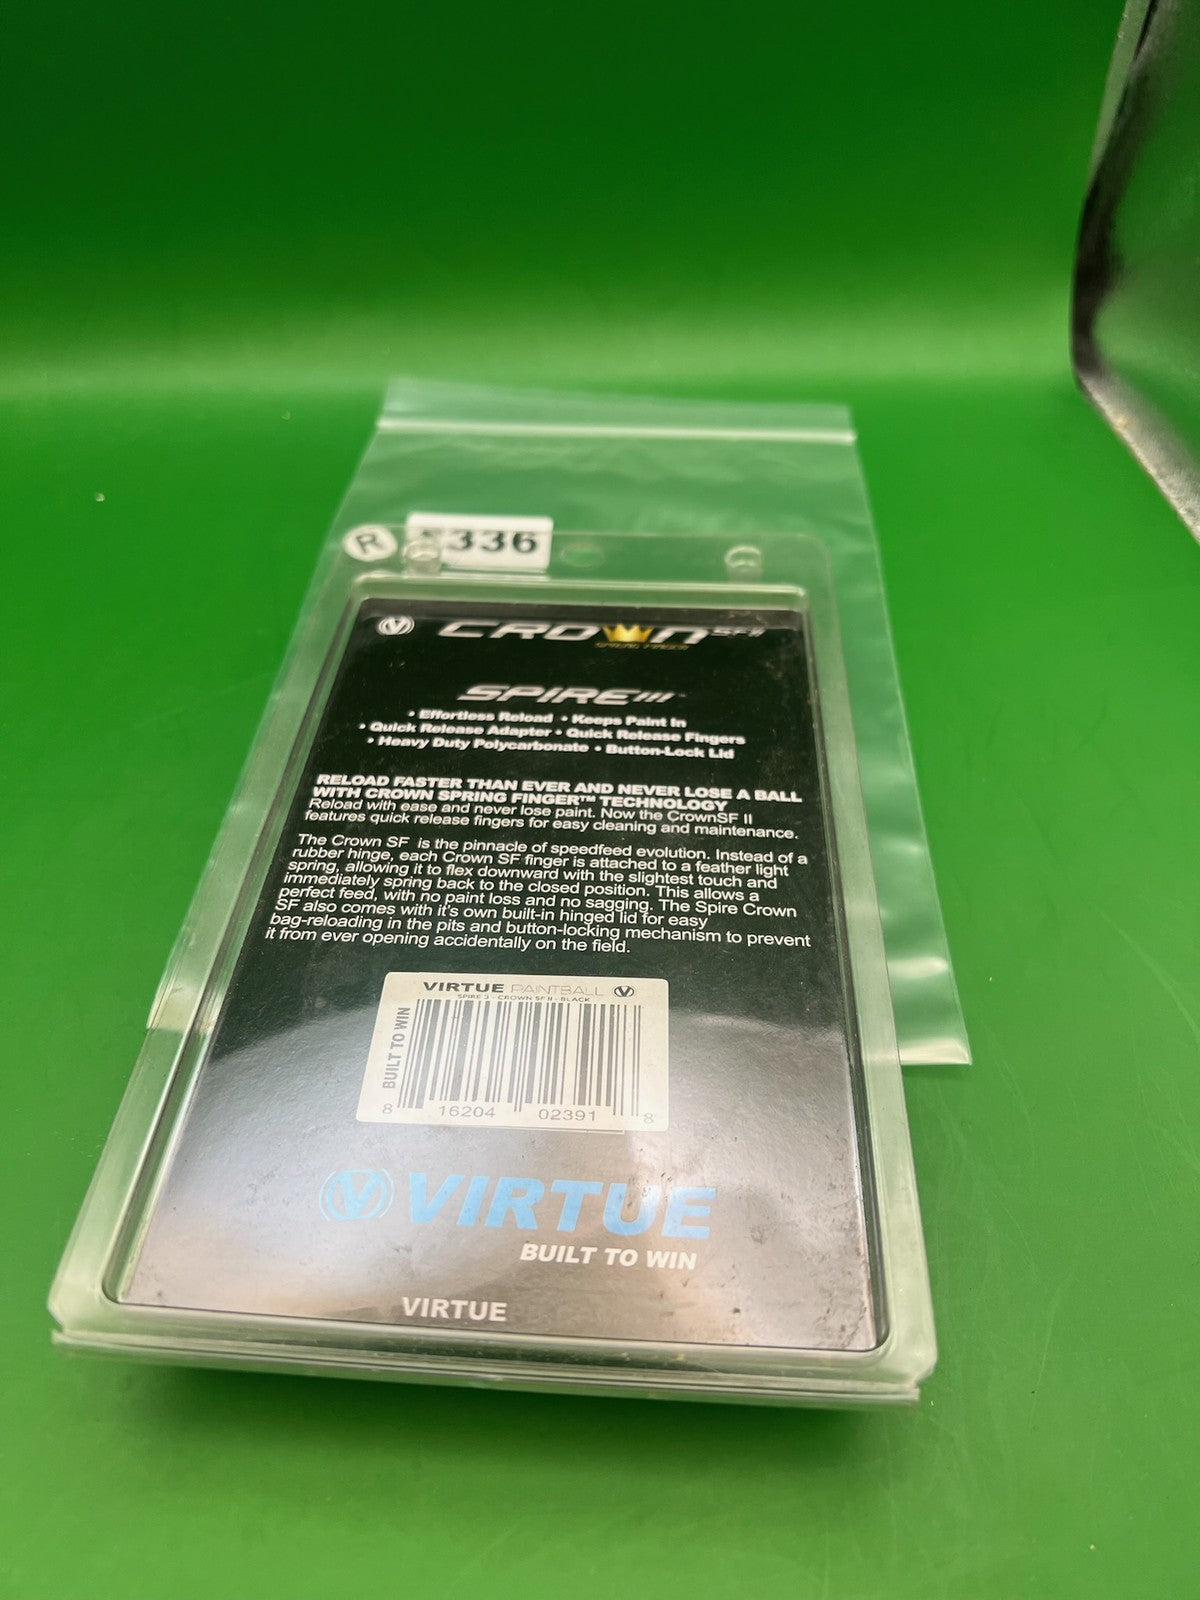 R
336
V CROWN SF II
SPRING FINGER
SPIRE
• Effortless Reload • Keeps Paint In
• Quick Release Adapter • Quick Release Fingers
• Heavy Duty Polycarbonate • Button-Lock Lid
RELOAD FASTER THAN EVER AND NEVER LOSE A BALL
WITH CROWN SPRING FINGER™ TECHNOLOGY
Reload with ease and never lose paint. Now the CrownSF II
features quick release fingers for easy cleaning and maintenance.
The Crown SF is the pinnacle of speedfeed evolution. Instead of a
rubber hinge, each Crown SF finger is attached to a feather light
spring, allowing it to flex downward with the slightest touch and
immediately spring back to the closed position. This allows a
perfect feed, with no paint loss and no sagging. The Spire Crown
SF also comes with it's own built-in hinged lid for easy
bag-reloading in the pits and button-locking mechanism to prevent
it from ever opening accidentally on the field.
VIRTUE PAINTBALL V
SPIRE 3 - CROWN SF II - BLACK
BUILT TO WIN
8 16204 02391 8
V VIRTUE
BUILT TO WIN
VIRTUE